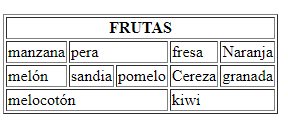 FRUTAS
manzana pera fresa Naranja
melón sandia pomelo Cereza granada
melocotón kiwi